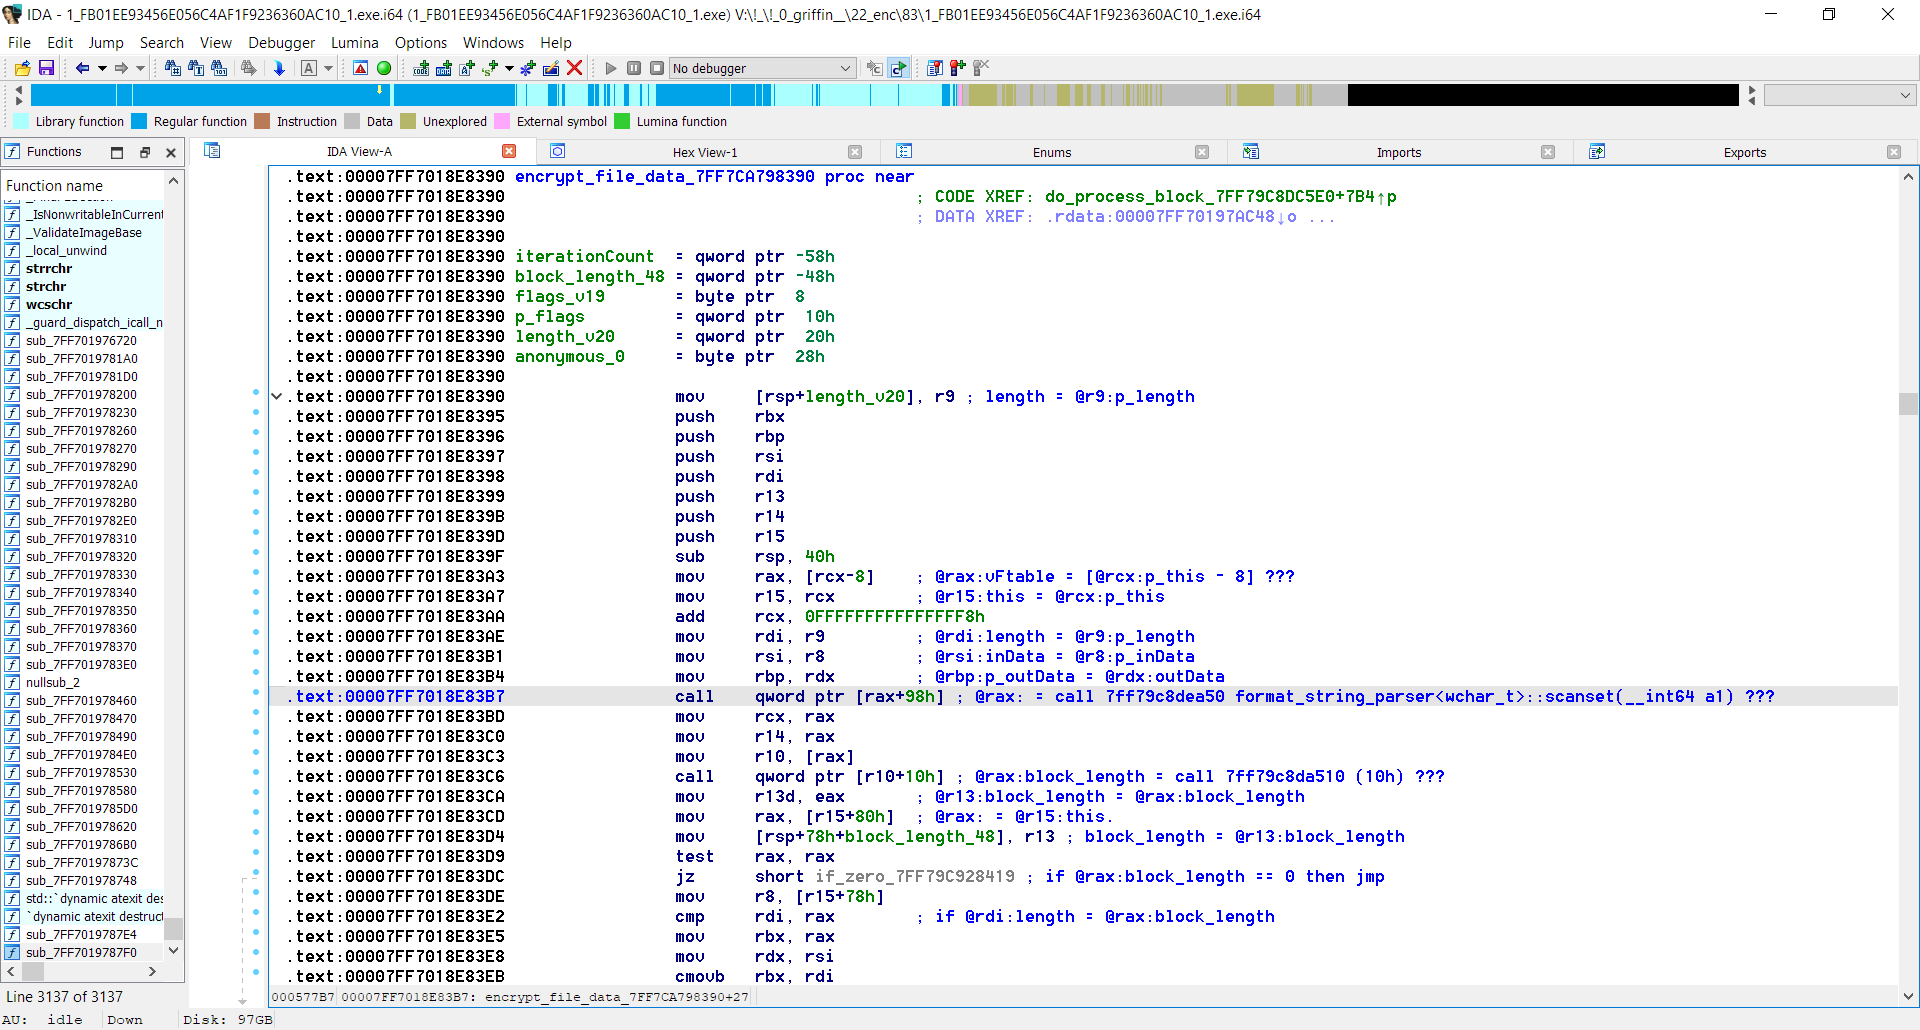 IDA - 1_FB01EE93456E056C4AF1F9236360AC10_1.exe.i64 (1_FB01EE93456E056C4AF1F9236360AC10_1.exe) V:\!_\!_0_griffin__\22_enc\83\1_FB01EE93456E056C4AF1F9236360AC10_1.exe.i64
File Edit Jump Search View Debugger Lumina Options Windows Help
No debugger
Library function Regular function Instruction Data Unexplored External symbol Lumina function
Functions
IDA View-A Hex View-1 Enums Imports Exports
Function name
_IsNonwritableInCurrent
_ValidateImageBase
_local_unwind
strrchr
strchr
wcschr
_guard_dispatch_icall_n
sub_7FF701976720
sub_7FF7019781A0
sub_7FF7019781D0
sub_7FF701978200
sub_7FF701978230
sub_7FF701978260
sub_7FF701978270
sub_7FF701978290
sub_7FF7019782A0
sub_7FF7019782B0
sub_7FF7019782E0
sub_7FF701978310
sub_7FF701978320
sub_7FF701978330
sub_7FF701978340
sub_7FF701978350
sub_7FF701978360
sub_7FF701978370
sub_7FF7019783E0
nullsub_2
sub_7FF701978460
sub_7FF701978470
sub_7FF701978490
sub_7FF7019784E0
sub_7FF701978530
sub_7FF701978580
sub_7FF7019785D0
sub_7FF701978620
sub_7FF7019786B0
sub_7FF70197873C
sub_7FF701978748
std::`dynamic atexit des
`dynamic atexit destruct
sub_7FF7019787E4
sub_7FF7019787F0
Line 3137 of 3137
.text:00007FF7018E8390 encrypt_file_data_7FF7CA798390 proc near
.text:00007FF7018E8390 ; CODE XREF: do_process_block_7FF79C8DC5E0+7B4↑p
.text:00007FF7018E8390 ; DATA XREF: .rdata:00007FF70197AC48↓o ...
.text:00007FF7018E8390
.text:00007FF7018E8390 iterationCount = qword ptr -58h
.text:00007FF7018E8390 block_length_48 = qword ptr -48h
.text:00007FF7018E8390 flags_v19 = byte ptr 8
.text:00007FF7018E8390 p_flags = qword ptr 10h
.text:00007FF7018E8390 length_v20 = qword ptr 20h
.text:00007FF7018E8390 anonymous_0 = byte ptr 28h
.text:00007FF7018E8390
.text:00007FF7018E8390 mov [rsp+length_v20], r9 ; length = @r9:p_length
.text:00007FF7018E8395 push rbx
.text:00007FF7018E8396 push rbp
.text:00007FF7018E8397 push rsi
.text:00007FF7018E8398 push rdi
.text:00007FF7018E8399 push r13
.text:00007FF7018E839B push r14
.text:00007FF7018E839D push r15
.text:00007FF7018E839F sub rsp, 40h
.text:00007FF7018E83A3 mov rax, [rcx-8] ; @rax:vFtable = [@rcx:p_this - 8] ???
.text:00007FF7018E83A7 mov r15, rcx ; @r15:this = @rcx:p_this
.text:00007FF7018E83AA add rcx, 0FFFFFFFFFFFFFFF8h
.text:00007FF7018E83AE mov rdi, r9 ; @rdi:length = @r9:p_length
.text:00007FF7018E83B1 mov rsi, r8 ; @rsi:inData = @r8:p_inData
.text:00007FF7018E83B4 mov rbp, rdx ; @rbp:p_outData = @rdx:outData
.text:00007FF7018E83B7 call qword ptr [rax+98h] ; @rax: = call 7ff79c8dea50 format_string_parser<wchar_t>::scanset(__int64 a1) ???
.text:00007FF7018E83BD mov rcx, rax
.text:00007FF7018E83C0 mov r14, rax
.text:00007FF7018E83C3 mov r10, [rax]
.text:00007FF7018E83C6 call qword ptr [r10+10h] ; @rax:block_length = call 7ff79c8da510 (10h) ???
.text:00007FF7018E83CA mov r13d, eax ; @r13:block_length = @rax:block_length
.text:00007FF7018E83CD mov rax, [r15+80h] ; @rax: = @r15:this.
.text:00007FF7018E83D4 mov [rsp+78h+block_length_48], r13 ; block_length = @r13:block_length
.text:00007FF7018E83D9 test rax, rax
.text:00007FF7018E83DC jz short if_zero_7FF79C928419 ; if @rax:block_length == 0 then jmp
.text:00007FF7018E83DE mov r8, [r15+78h]
.text:00007FF7018E83E2 cmp rdi, rax ; if @rdi:length = @rax:block_length
.text:00007FF7018E83E5 mov rbx, rax
.text:00007FF7018E83E8 mov rdx, rsi
.text:00007FF7018E83EB cmovb rbx, rdi
000577B7 00007FF7018E83B7: encrypt_file_data_7FF7CA798390+27
AU: idle Down Disk: 97GB